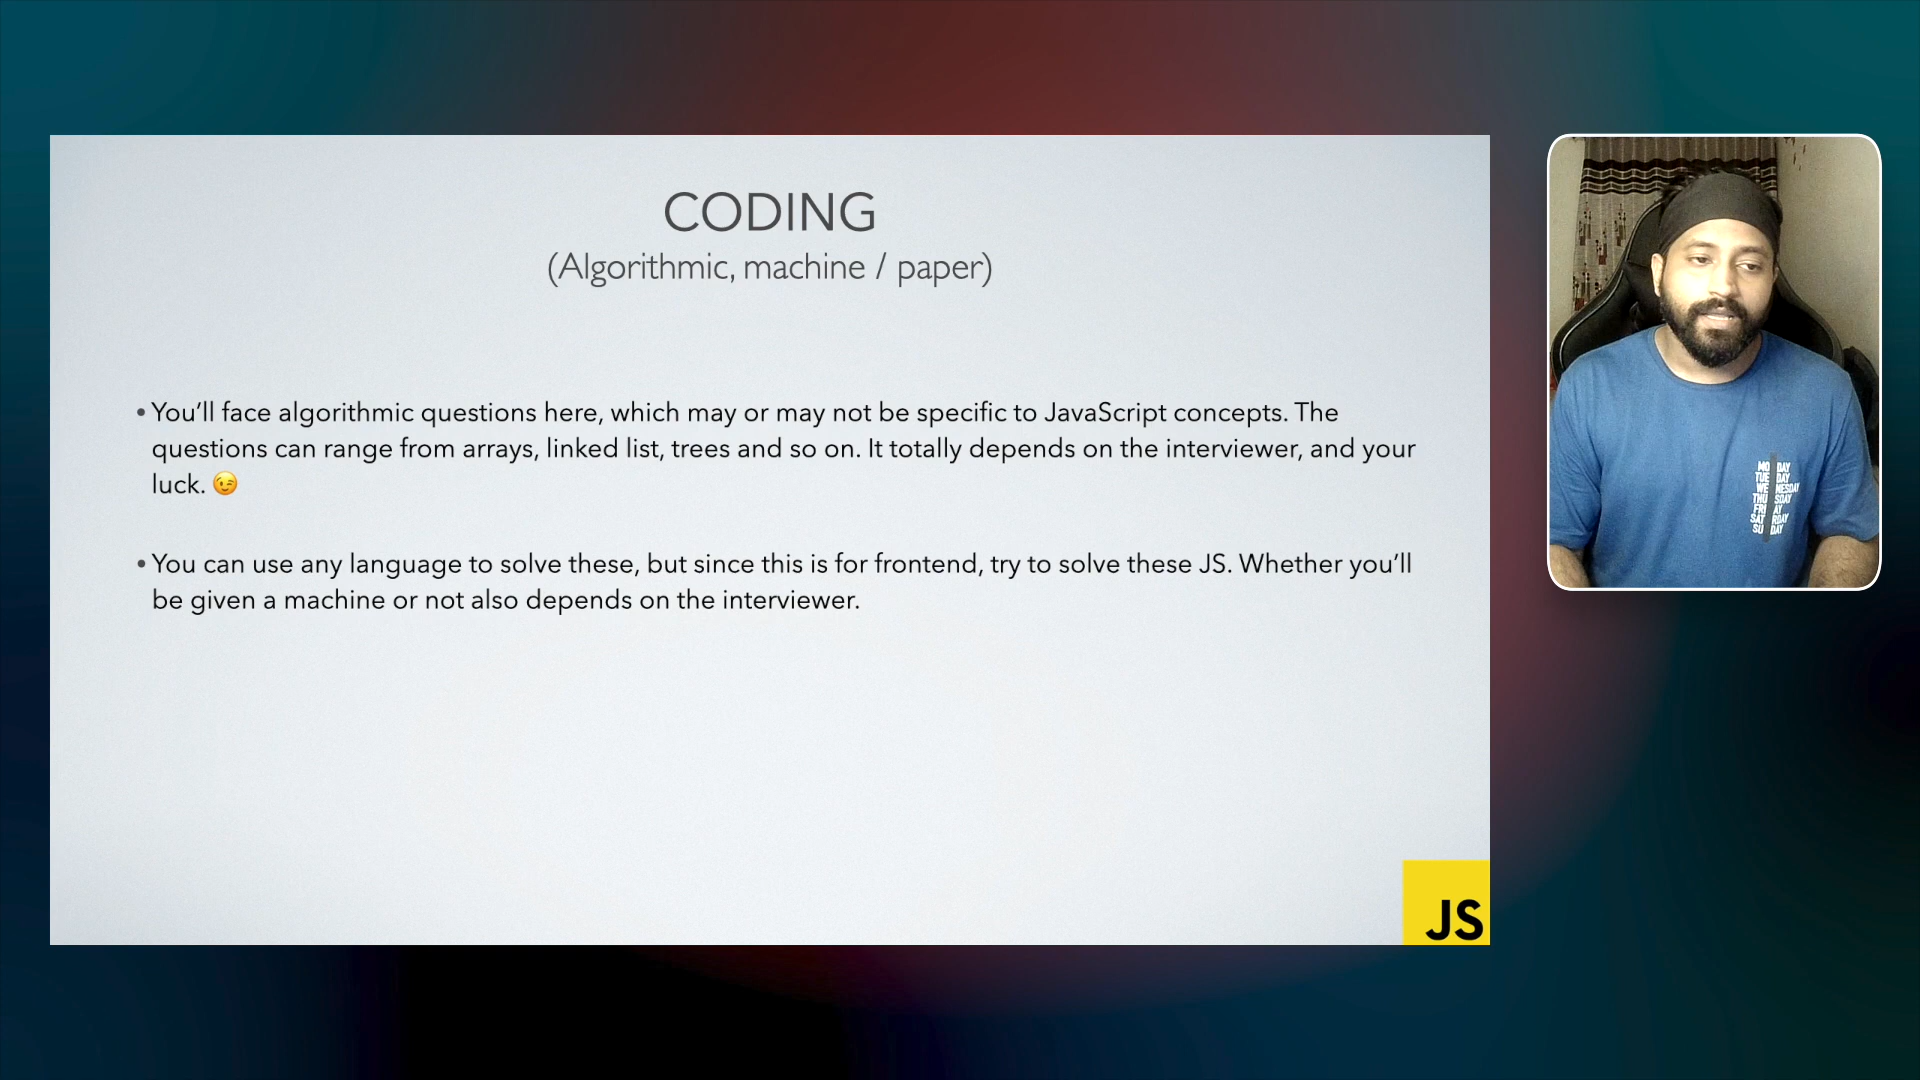 CODING
(Algorithmic, machine / paper)
• You’ll face algorithmic questions here, which may or may not be specific to JavaScript concepts. The
questions can range from arrays, linked list, trees and so on. It totally depends on the interviewer, and your
luck. 😉
• You can use any language to solve these, but since this is for frontend, try to solve these JS. Whether you’ll
be given a machine or not also depends on the interviewer.
JS